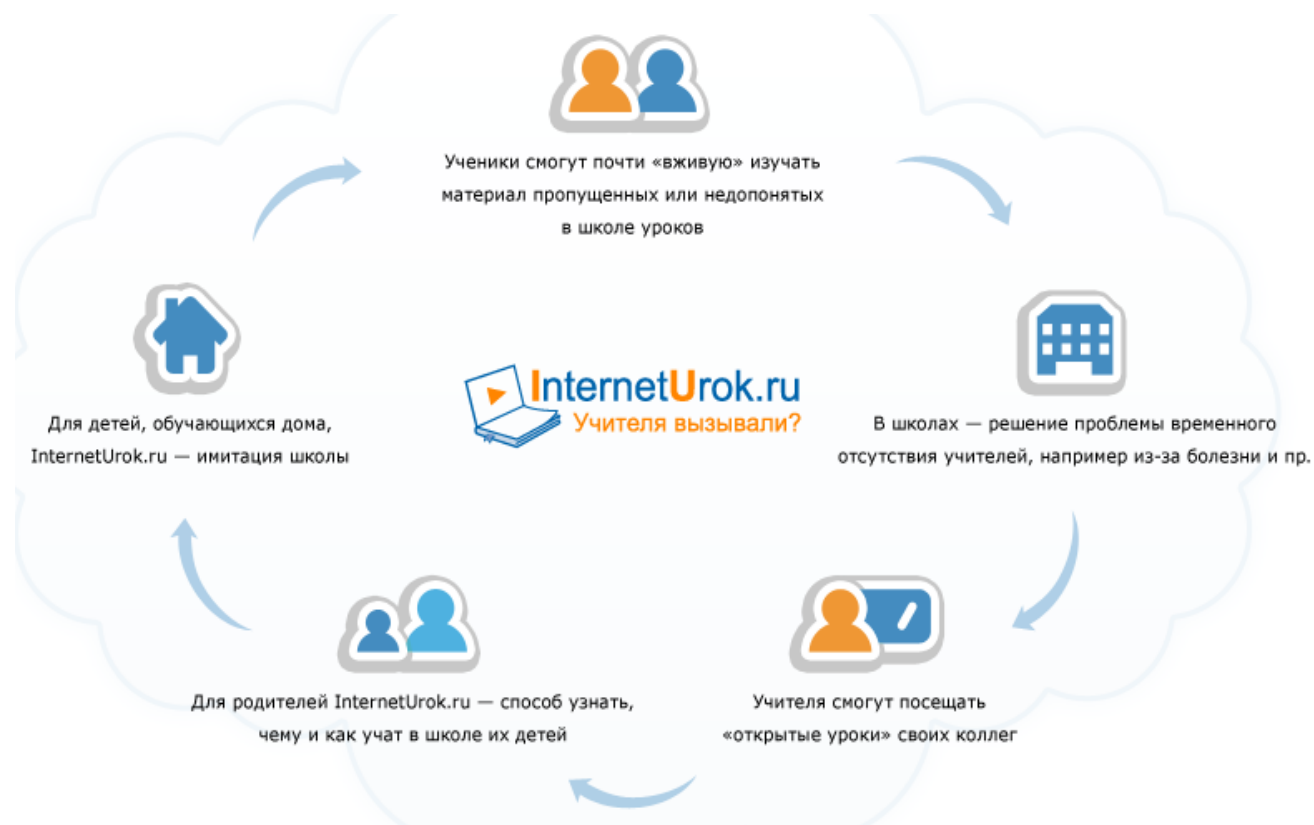 Ученики смогут почти «вживую» изучать
материал пропущенных или недопонятых
в школе уроков
InternetUrok.ru
Учителя вызывали?
Для детей, обучающихся дома,
InternetUrok.ru — имитация школы
В школах — решение проблемы временного
отсутствия учителей, например из-за болезни и пр.
Для родителей InternetUrok.ru — способ узнать,
чему и как учат в школе их детей
Учителя смогут посещать
«открытые уроки» своих коллег